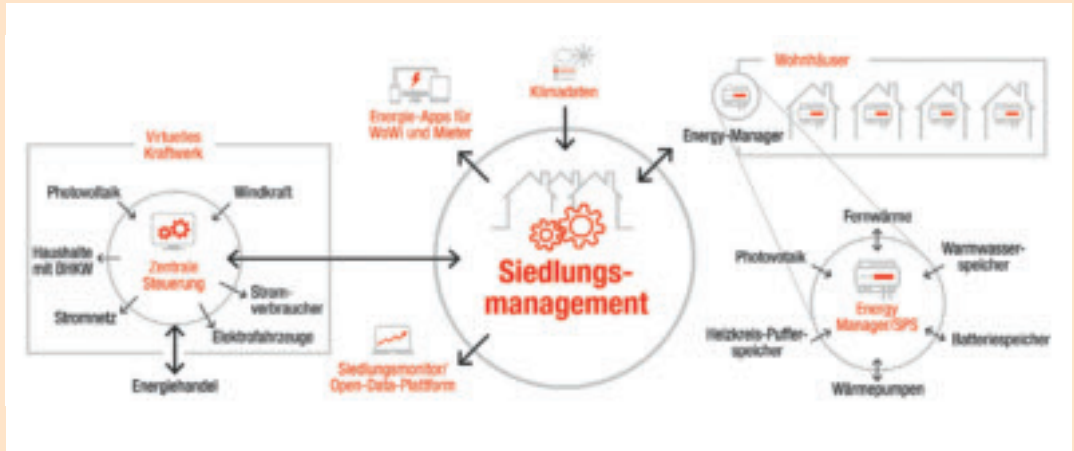 Virtuelles
Kraftwerk
Photovoltaik
Windkraft
Haushalte
mit BHKW
Zentrale
Steuerung
Strom-
verbraucher
Stromnetz
Elektrofahrzeuge
Energiehandel
Energie-Apps für
WoWi und Mieter
Klimadaten
Siedlungs-
management
Siedlungsmonitor/
Open-Data-Plattform
Wohnhäuser
Energy-Manager
Fernwärme
Photovotaik
Warmwasser-
speicher
Energy
Manager/SPS
Heizkreis-Puffer-
speicher
Batteriespeicher
Wärmepumpen